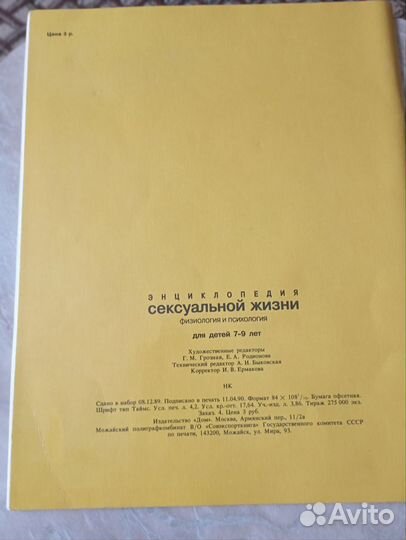 Цена 3 р.
ЭНЦИКЛОПЕДИЯ
сексуальной жизни
физиология и психология
для детей 7-9 лет
Художественные редакторы
Г. М. Грозная, Е. А. Родионова
Технический редактор А. И. Быковская
Корректор И. В. Ермакова
НК
Сдано в набор 08.12.89. Подписано в печать 11.04.90. Формат 84 × 108¹/₁₆. Бумага офсетная.
Шрифт тип Таймс. Усл. печ. л. 4,2. Усл. кр.-отт. 17,64. Уч.-изд. л. 3,86. Тираж 275 000 экз.
Заказ 4. Цена 3 руб.
Издательство «Дом». Москва, Армянский пер., 11/2а
Можайский полиграфкомбинат В/О «Совэкспорткнига» Государственного комитета СССР
по печати, 143200, Можайск, ул. Мира, 93.
Avito